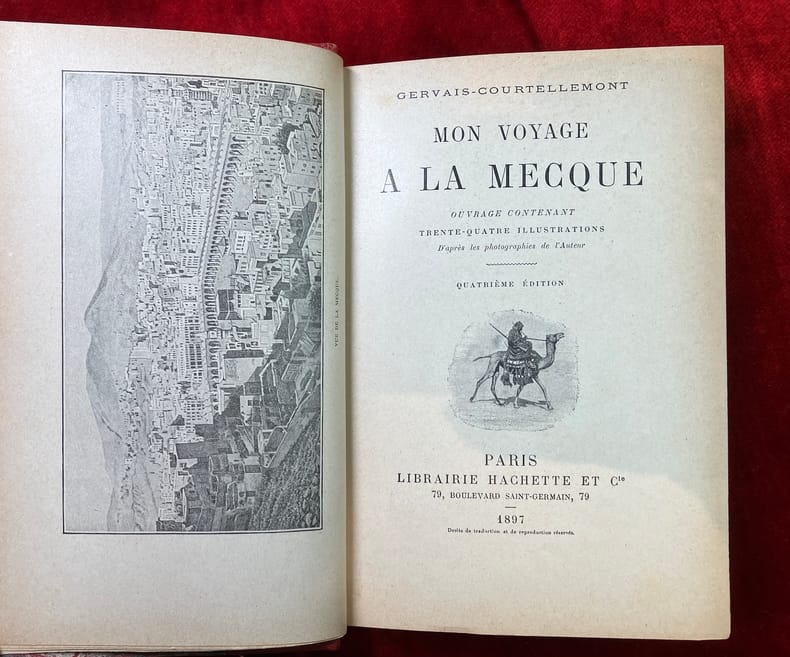 VUE DE LA MECQUE.
GERVAIS-COURTELLEMONT
MON VOYAGE
A LA MECQUE
OUVRAGE CONTENANT
TRENTE-QUATRE ILLUSTRATIONS
D'après les photographies de l'Auteur
QUATRIÈME ÉDITION
PARIS
LIBRAIRIE HACHETTE ET Cie
79, BOULEVARD SAINT-GERMAIN, 79
1897
Droits de traduction et de reproduction réservés.